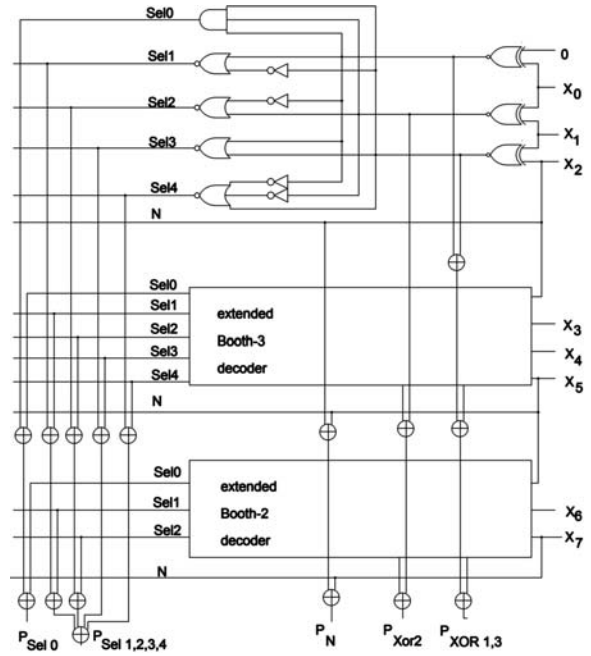 Sel0
Sel1
0
X0
Sel2
X1
Sel3
X2
Sel4
N
Sel0
Sel1
extended
X3
Sel2
Booth-3
X4
Sel3
decoder
Sel4
X5
N
Sel0
extended
Sel1
Booth-2
X6
Sel2
decoder
X7
N
PSel 0
PSel 1,2,3,4
PN
PXor2
PXOR 1,3